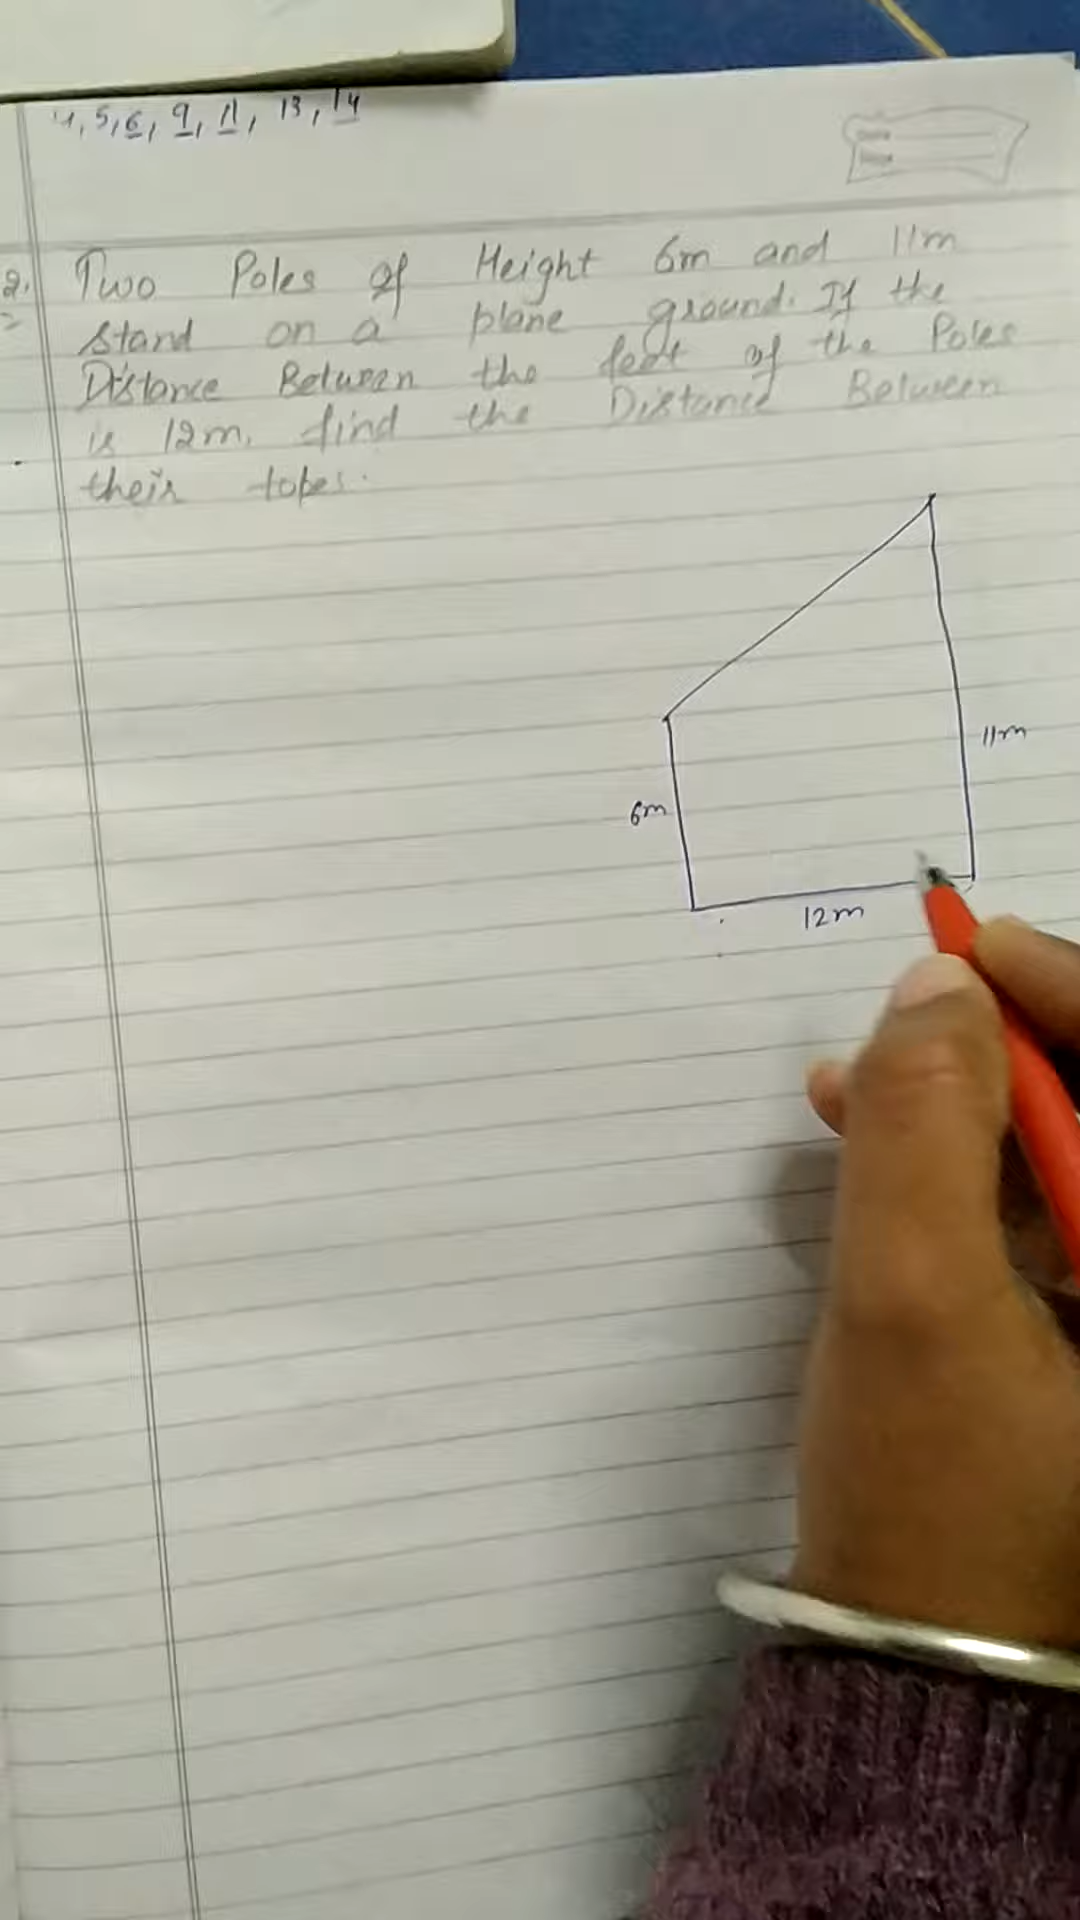 4, 5, 6, 9, 11, 13, 14
2. Two Poles of Height 6m and 11m
stand on a plane ground. If the
Distance Between the feet of the Poles
is 12m, find the Distance Between
their topes.
11m
6m
12m